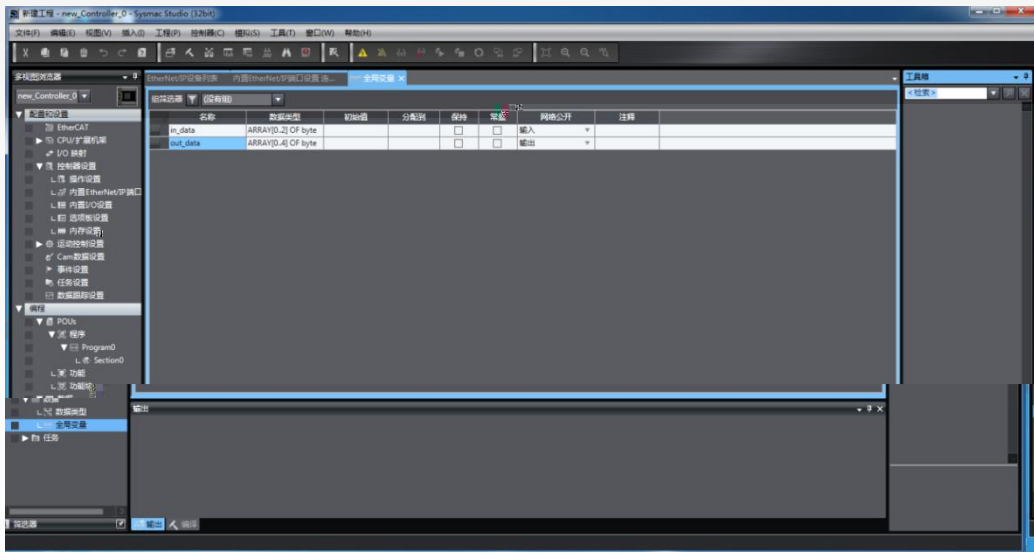 新建工程 - new_Controller_0 - Sysmac Studio (32bit)
文件(F) 编辑(E) 视图(V) 插入(I) 工程(P) 控制器(C) 模拟(S) 工具(T) 窗口(W) 帮助(H)
多视图浏览器
new_Controller_0
配置和设置
EtherCAT
CPU/扩展机架
I/O 映射
控制器设置
操作设置
内置EtherNet/IP端口
内置I/O设置
选项板设置
内存设置
运动控制设置
Cam数据设置
事件设置
任务设置
数据跟踪设置
编程
POUs
程序
Program0
Section0
功能
功能块
数据类型
全局变量
任务
筛选器
EtherNet/IP设备列表 内置EtherNet/IP端口设置 连... 全局变量
组筛选器 (没有组)
名称 数据类型 初始值 分配到 保持 常量 网络公开 注释
in_data ARRAY[0..2] OF byte 输入
out_data ARRAY[0..4] OF byte 输出
输出
输出 编译
工具箱
<检索>